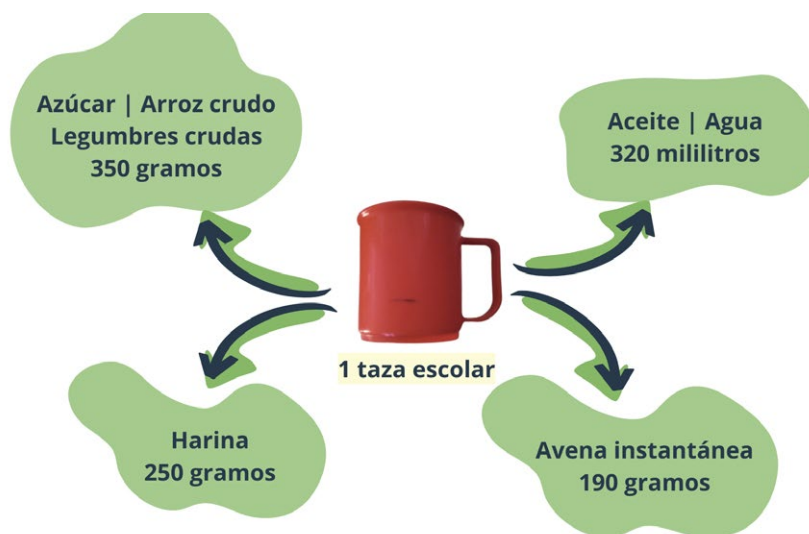 Azúcar | Arroz crudo
Legumbres crudas
350 gramos
Aceite | Agua
320 mililitros
1 taza escolar
Harina
250 gramos
Avena instantánea
190 gramos